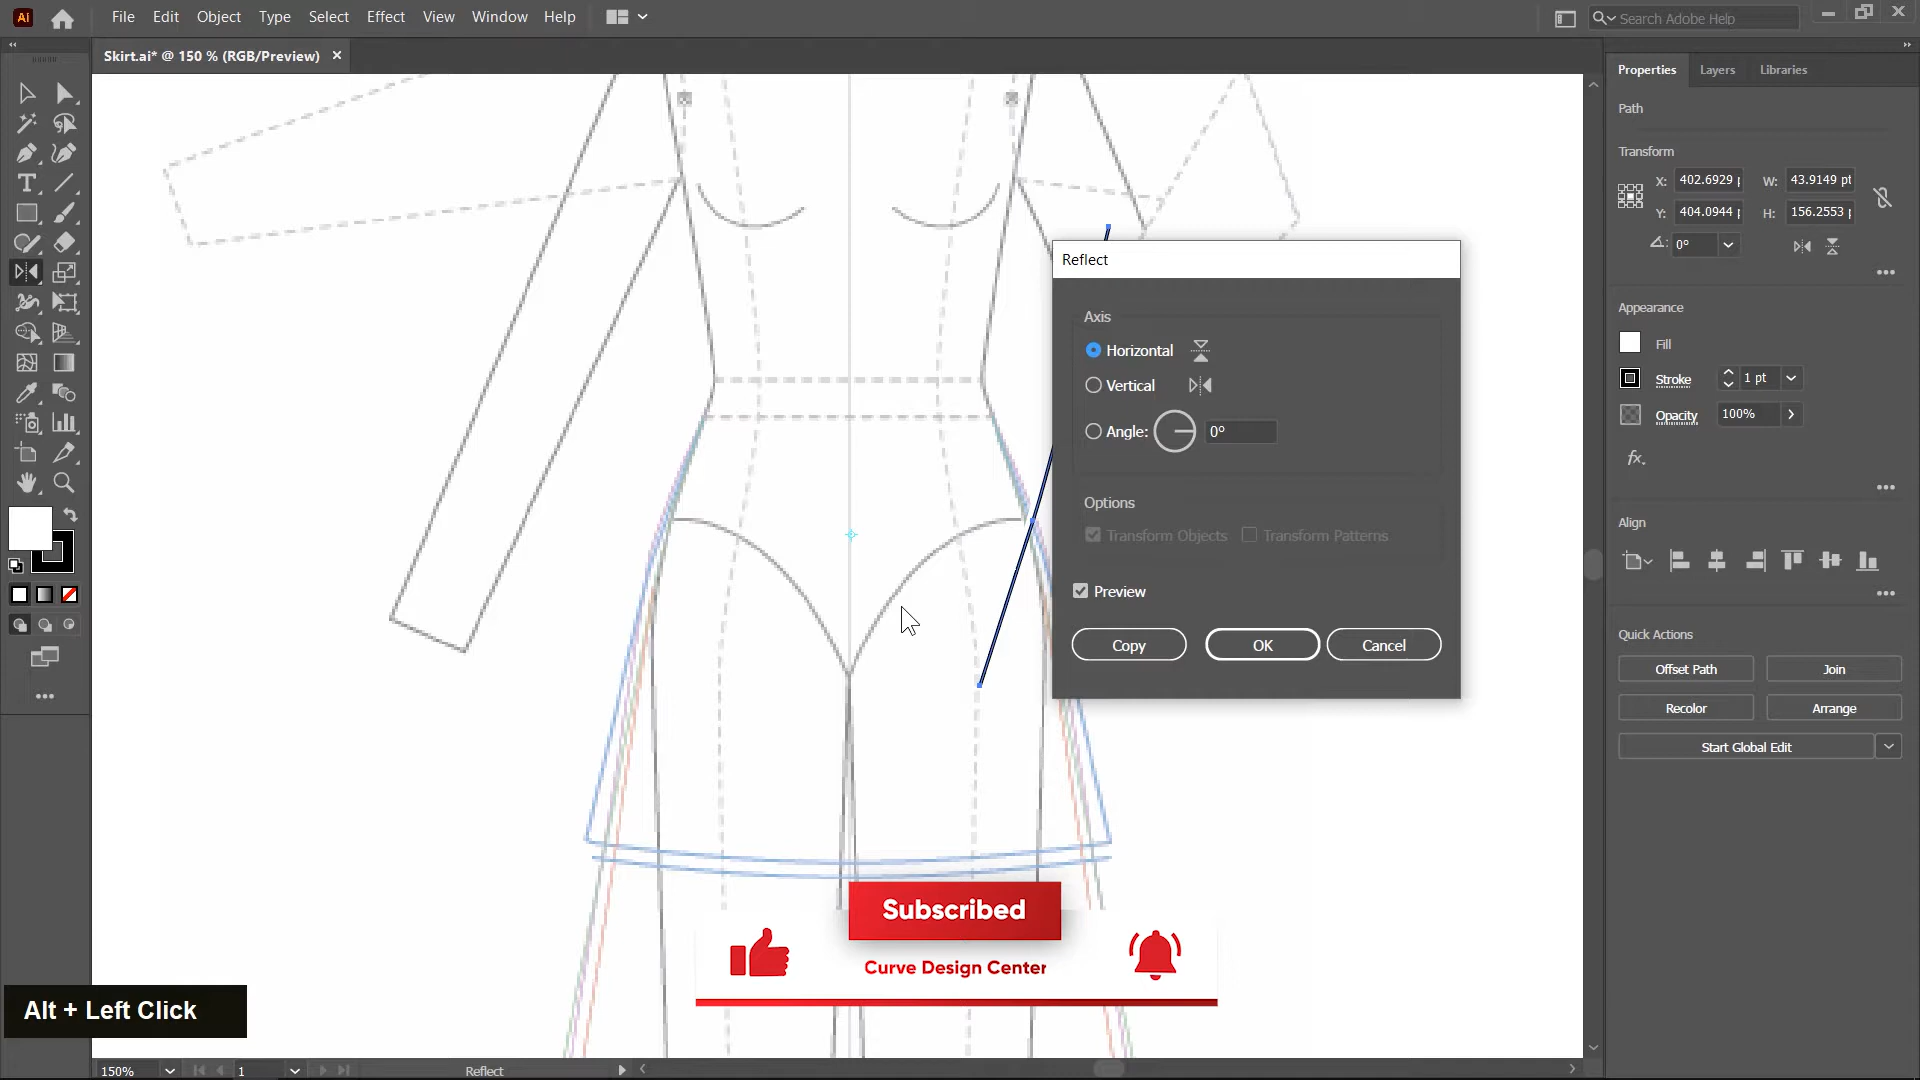 Ai
File Edit Object Type Select Effect View Window Help
Search Adobe Help
Skirt.ai* @ 150 % (RGB/Preview)
Properties Layers Libraries
Path
Transform
X: 402.6929 p W: 43.9149 pt
Y: 404.0944 p H: 156.2553 p
0°
Appearance
Fill
Stroke 1 pt
Opacity 100%
fx.
Align
Quick Actions
Offset Path Join
Recolor Arrange
Start Global Edit
Reflect
Axis
Horizontal
Vertical
Angle: 0°
Options
Transform Objects Transform Patterns
Preview
Copy OK Cancel
Subscribed
Curve Design Center
Alt + Left Click
150% 1 Reflect